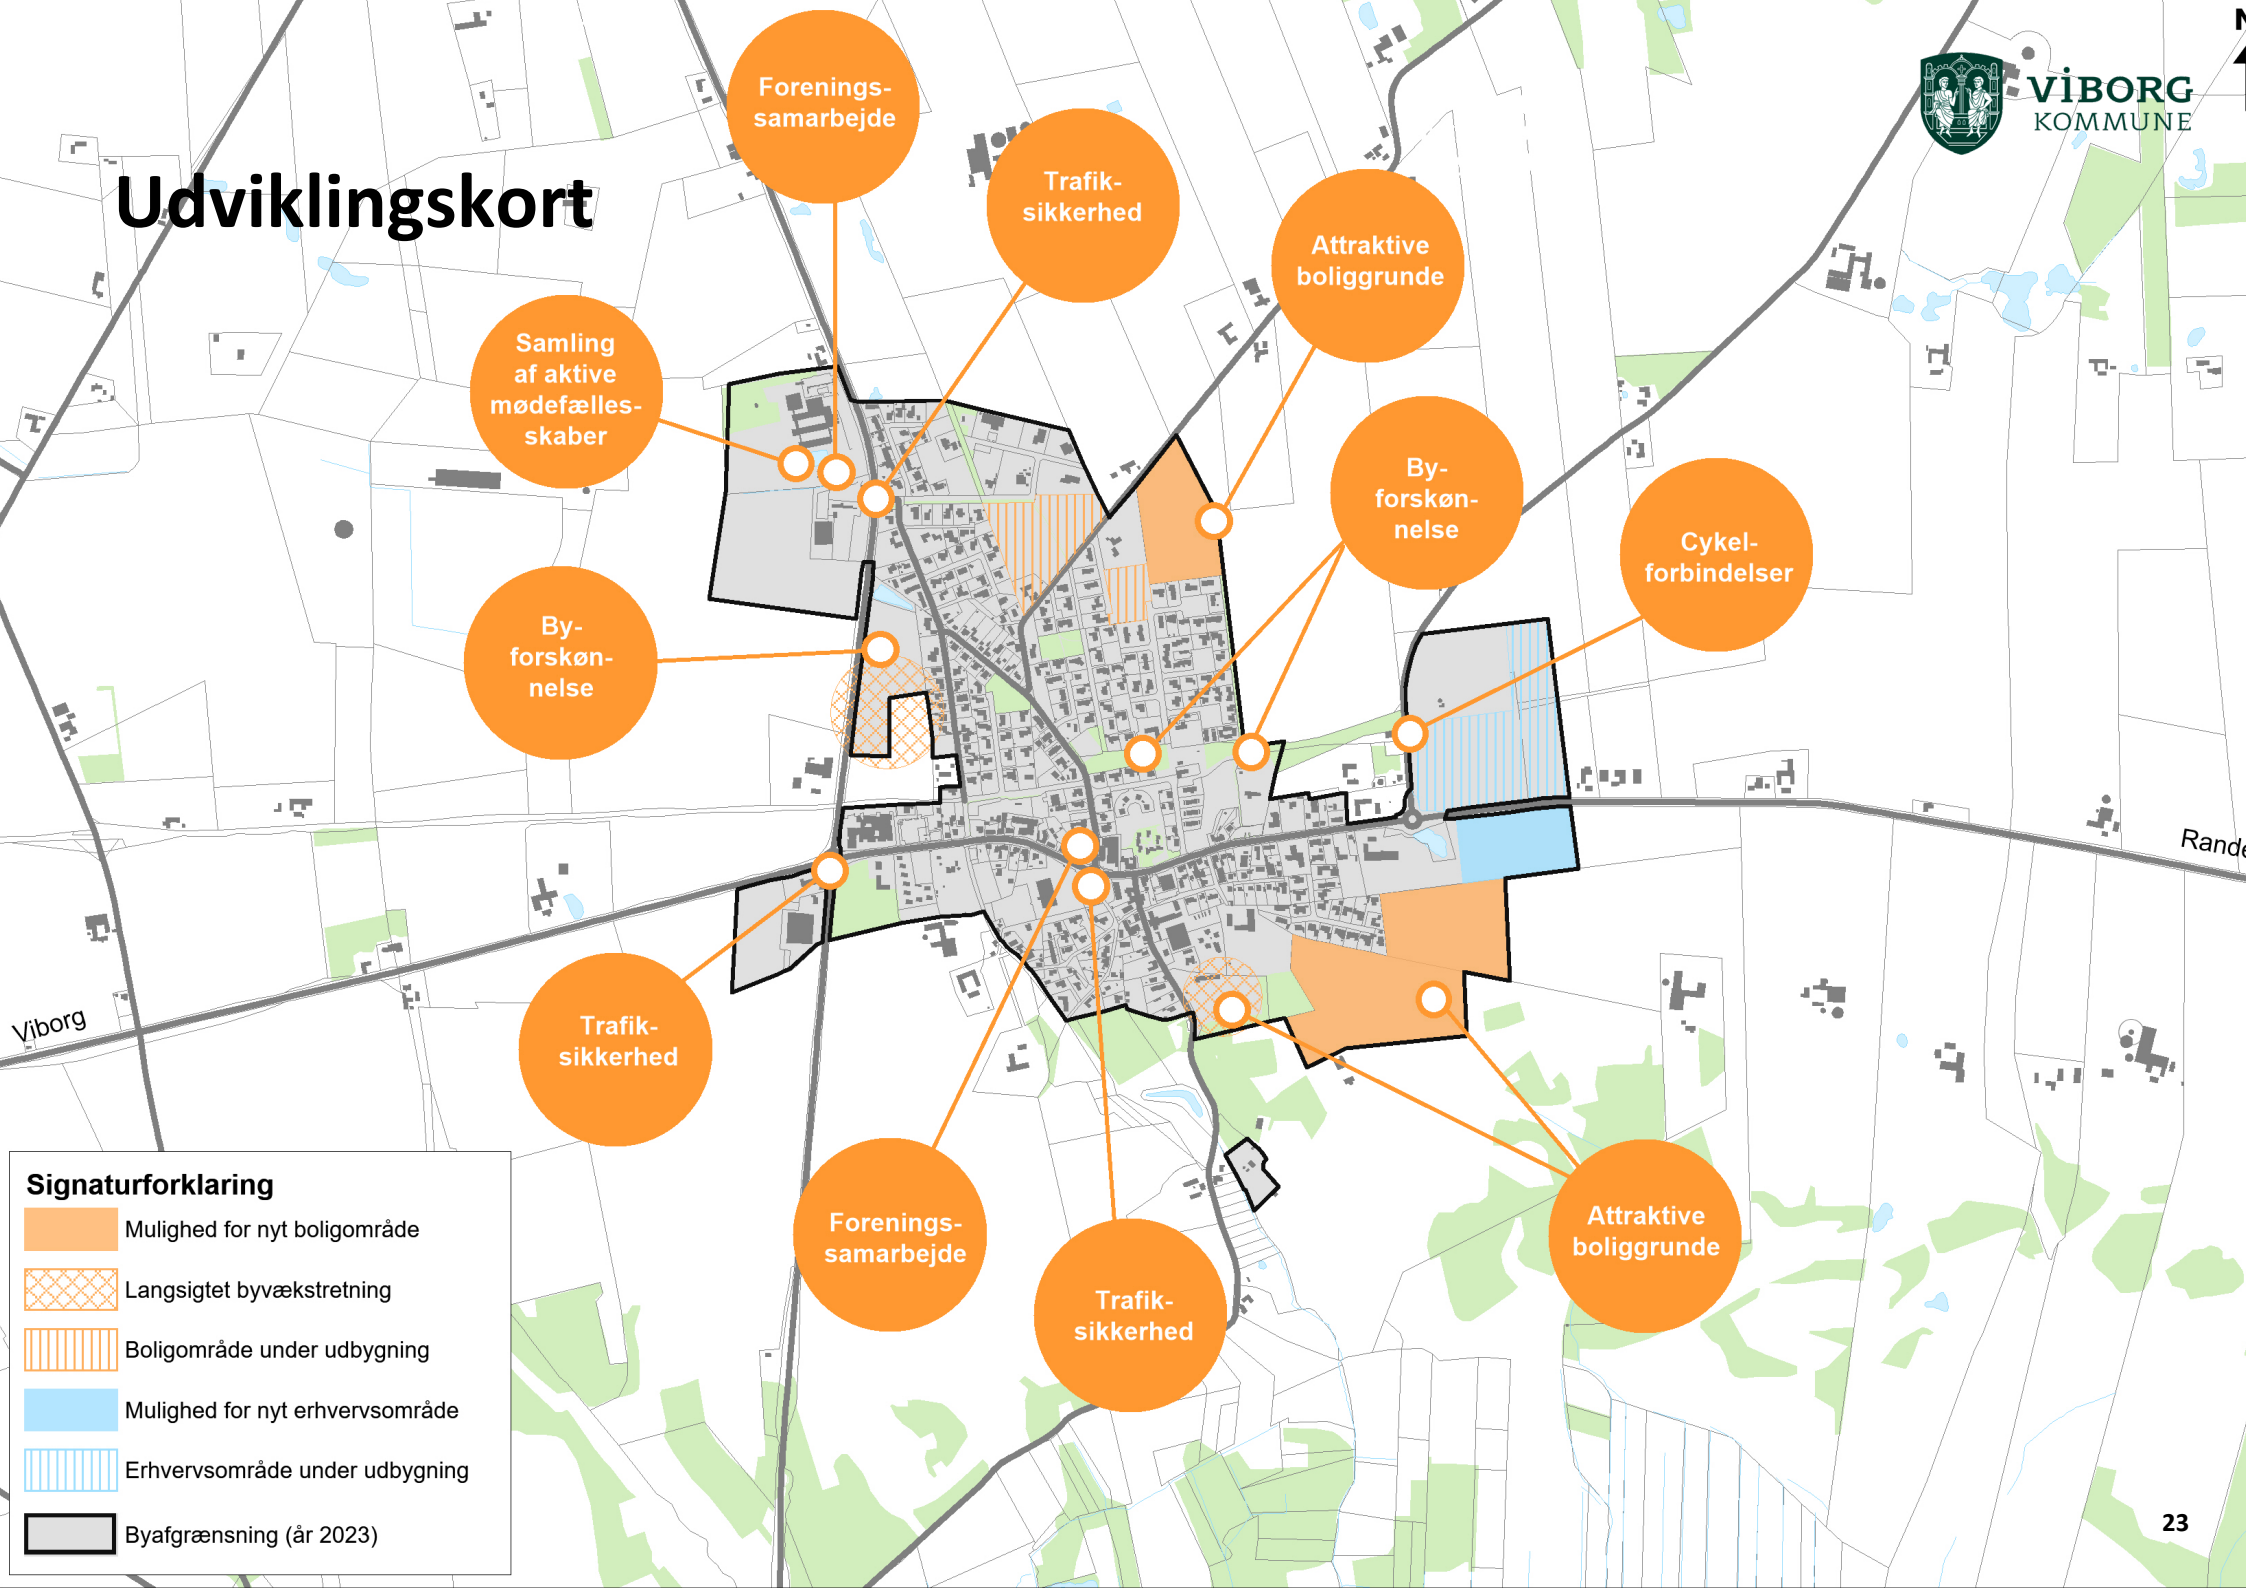 N
VIBORG
KOMMUNE
Udviklingskort
Forenings-
samarbejde
Trafik-
sikkerhed
Attraktive
boliggrunde
Samling
af aktive
mødefælles-
skaber
By-
forskøn-
nelse
Cykel-
forbindelser
By-
forskøn-
nelse
Rande
Viborg
Trafik-
sikkerhed
Forenings-
samarbejde
Trafik-
sikkerhed
Attraktive
boliggrunde
Signaturforklaring
Mulighed for nyt boligområde
Langsigtet byvækstretning
Boligområde under udbygning
Mulighed for nyt erhvervsområde
Erhvervsområde under udbygning
Byafgrænsning (år 2023)
23